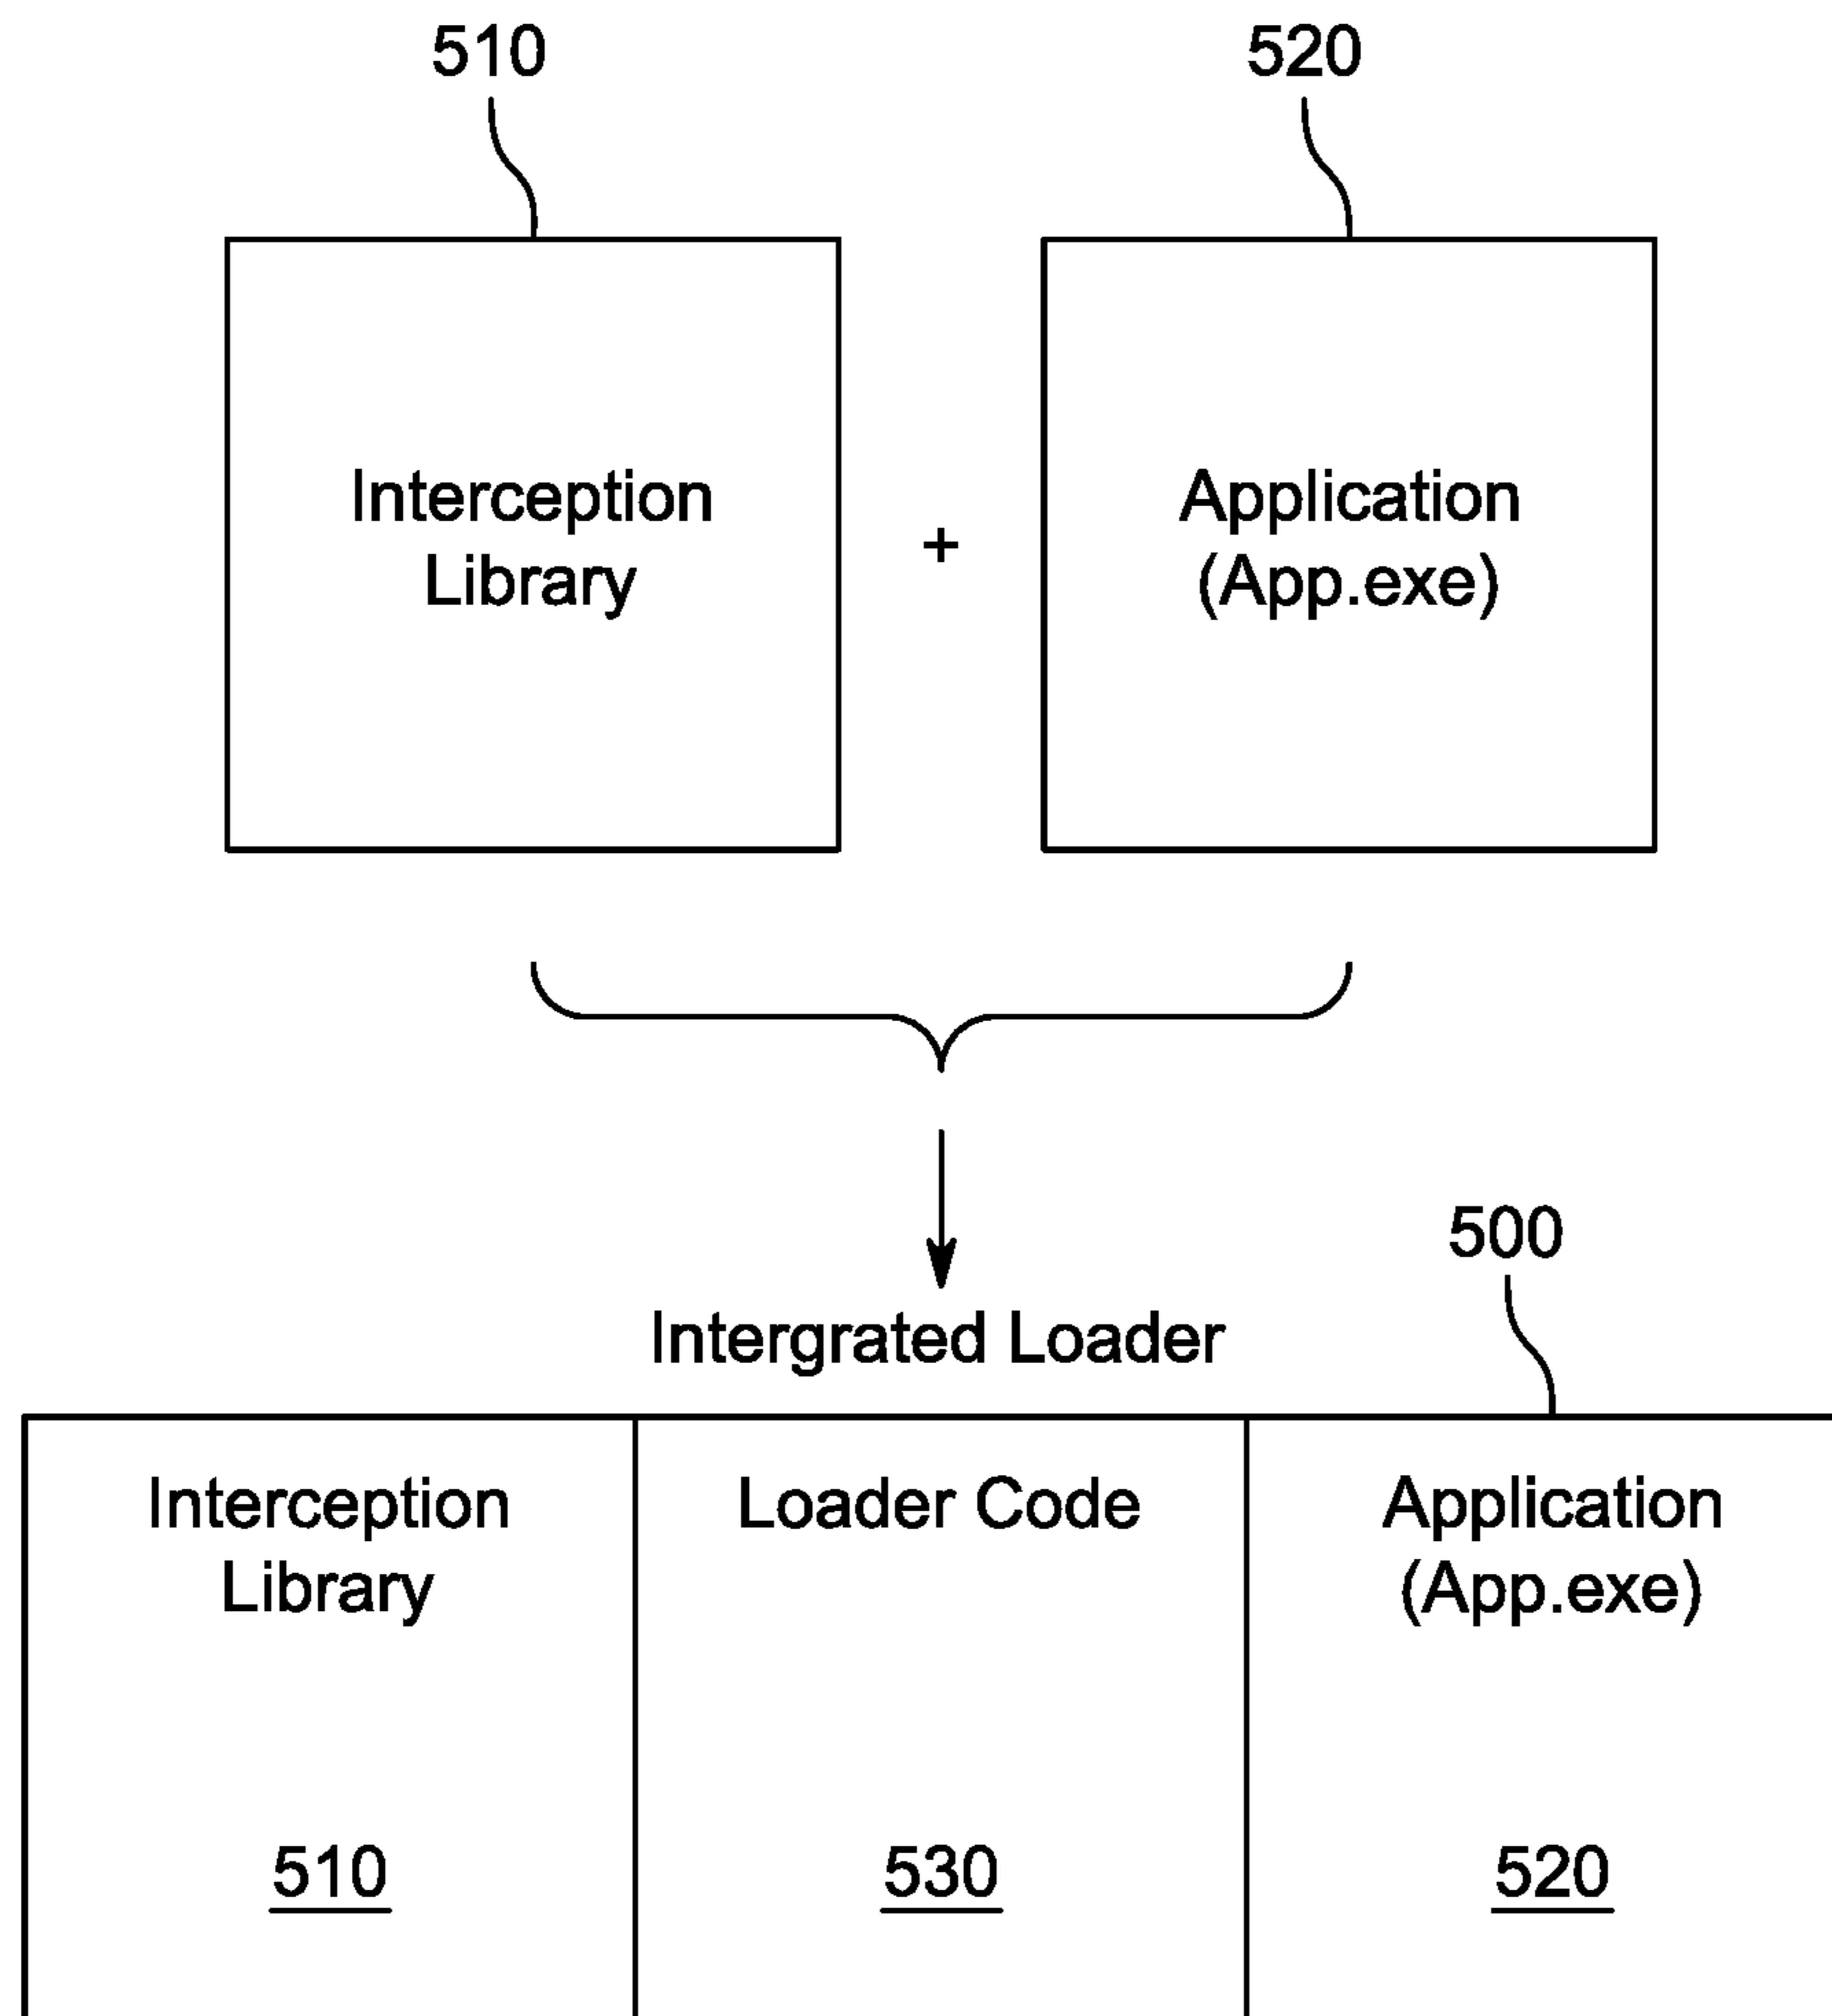 510
520
Interception
Library
+
Application
(App.exe)
500
Intergrated Loader
Interception
Library
Loader Code
Application
(App.exe)
510
530
520